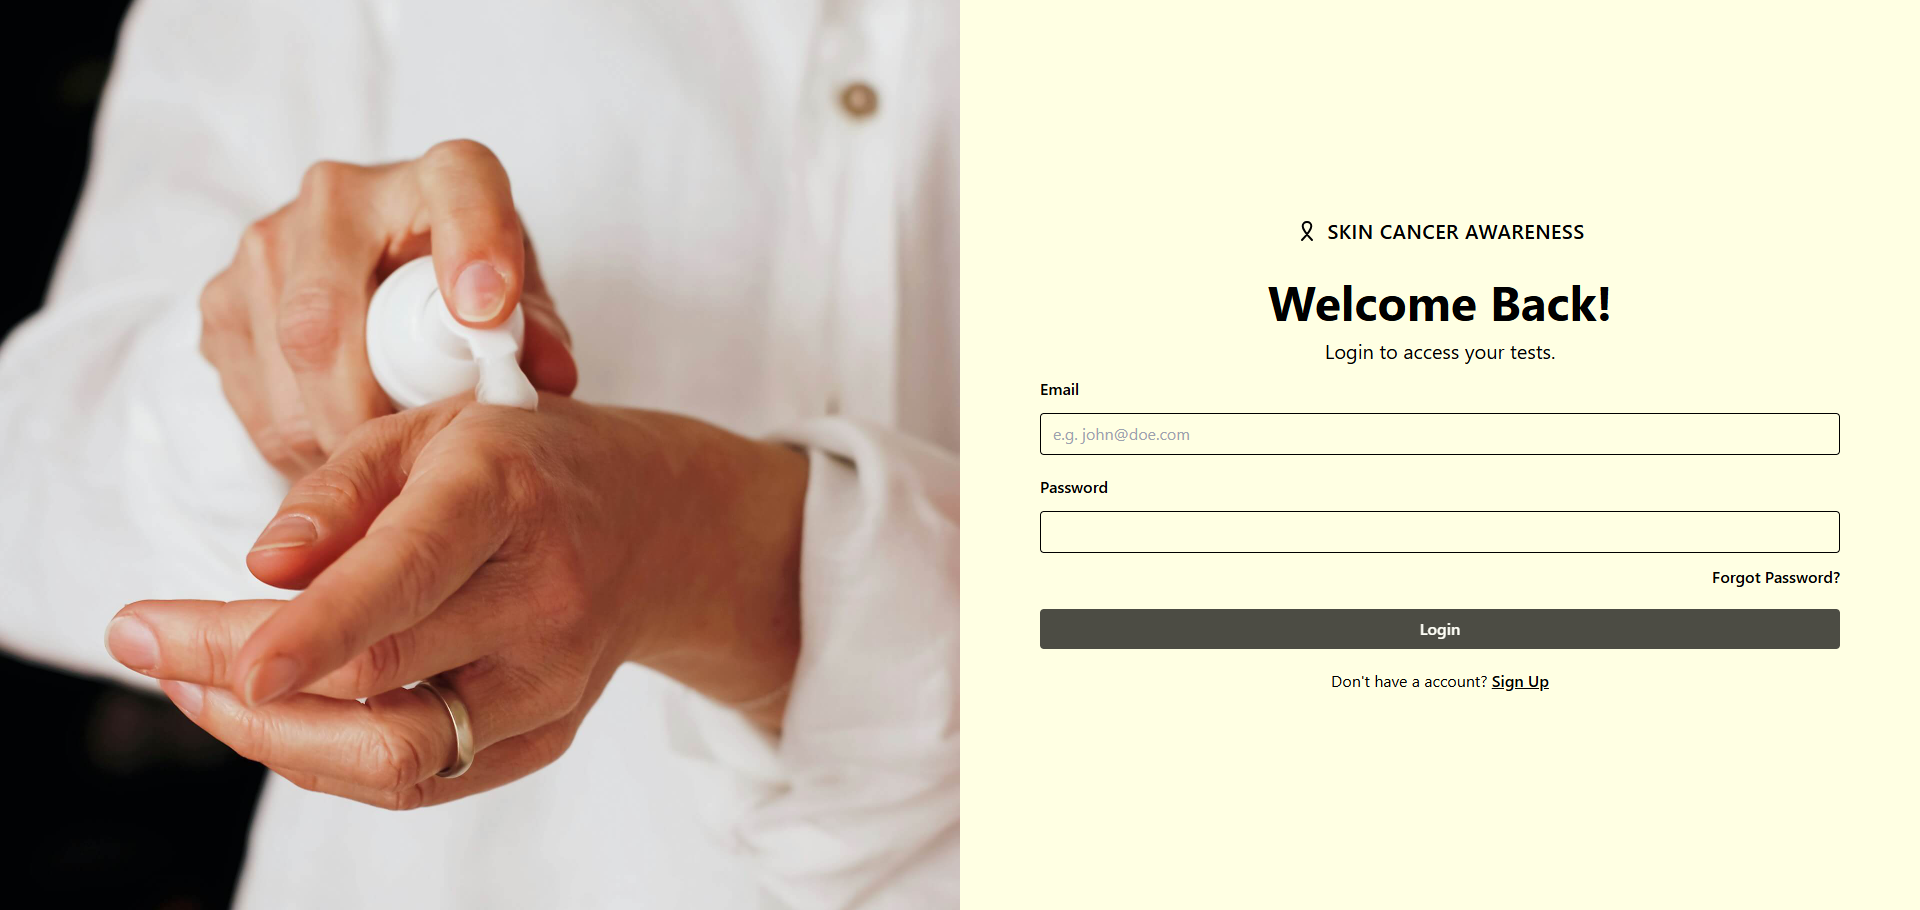 SKIN CANCER AWARENESS
Welcome Back!
Login to access your tests.
Email
e.g. john@doe.com
Password
Forgot Password?
Login
Don't have a account? Sign Up